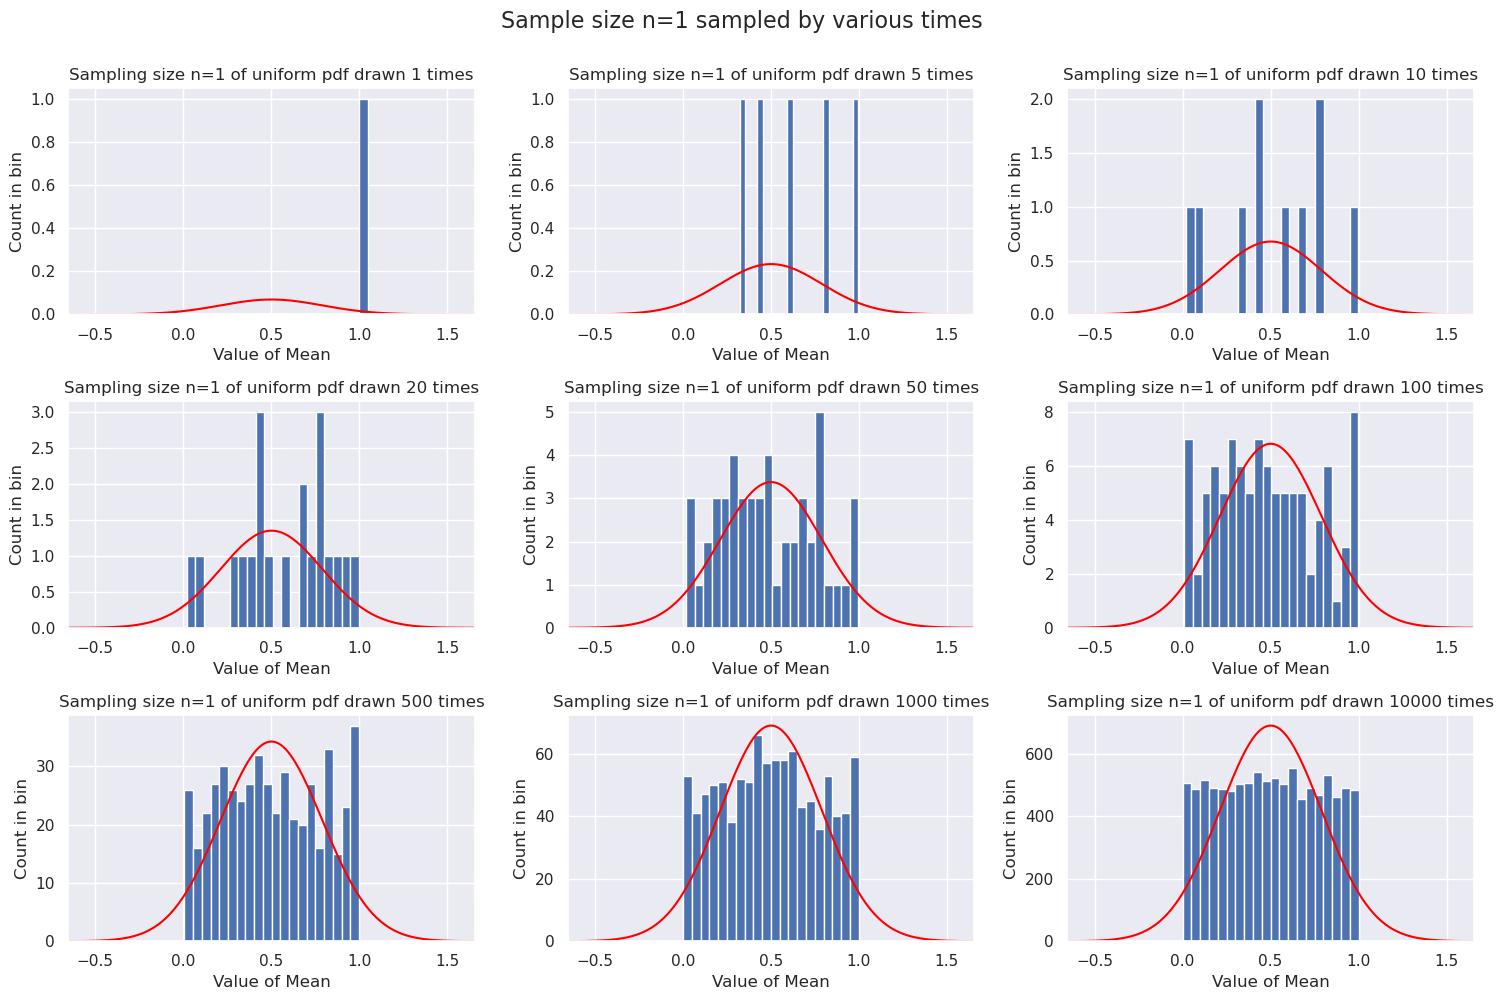 Sample size n=1 sampled by various times
Sampling size n=1 of uniform pdf drawn 1 times
1.0
0.8
0.6
0.4
0.2
0.0
Count in bin
−0.5 0.0 0.5 1.0 1.5
Value of Mean
Sampling size n=1 of uniform pdf drawn 5 times
1.0
0.8
0.6
0.4
0.2
0.0
Count in bin
−0.5 0.0 0.5 1.0 1.5
Value of Mean
Sampling size n=1 of uniform pdf drawn 10 times
2.0
1.5
1.0
0.5
0.0
Count in bin
−0.5 0.0 0.5 1.0 1.5
Value of Mean
Sampling size n=1 of uniform pdf drawn 20 times
3.0
2.5
2.0
1.5
1.0
0.5
0.0
Count in bin
−0.5 0.0 0.5 1.0 1.5
Value of Mean
Sampling size n=1 of uniform pdf drawn 50 times
5
4
3
2
1
0
Count in bin
−0.5 0.0 0.5 1.0 1.5
Value of Mean
Sampling size n=1 of uniform pdf drawn 100 times
8
6
4
2
0
Count in bin
−0.5 0.0 0.5 1.0 1.5
Value of Mean
Sampling size n=1 of uniform pdf drawn 500 times
30
20
10
0
Count in bin
−0.5 0.0 0.5 1.0 1.5
Value of Mean
Sampling size n=1 of uniform pdf drawn 1000 times
60
40
20
0
Count in bin
−0.5 0.0 0.5 1.0 1.5
Value of Mean
Sampling size n=1 of uniform pdf drawn 10000 times
600
400
200
0
Count in bin
−0.5 0.0 0.5 1.0 1.5
Value of Mean